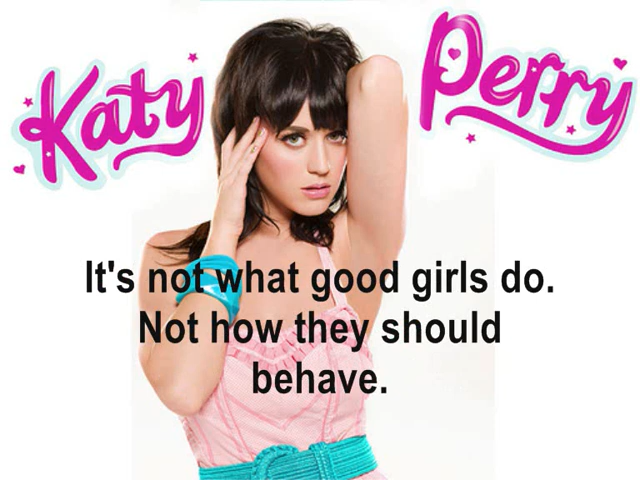 Katy Perry
It's not what good girls do.
Not how they should
behave.